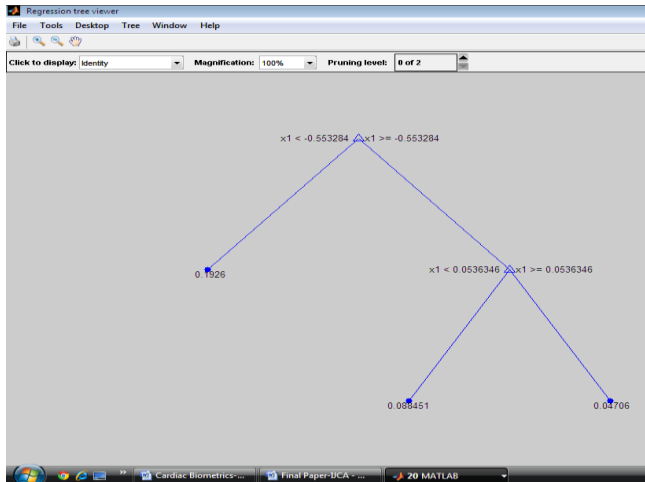 Regression tree viewer
File Tools Desktop Tree Window Help
Click to display: Identity Magnification: 100% Pruning level: 0 of 2
x1 < -0.553284 x1 >= -0.553284
0.1926
x1 < 0.0536346 x1 >= 0.0536346
0.088451
0.04706
" Cardiac Biometrics-... Final Paper-IJCA - ... 20 MATLAB